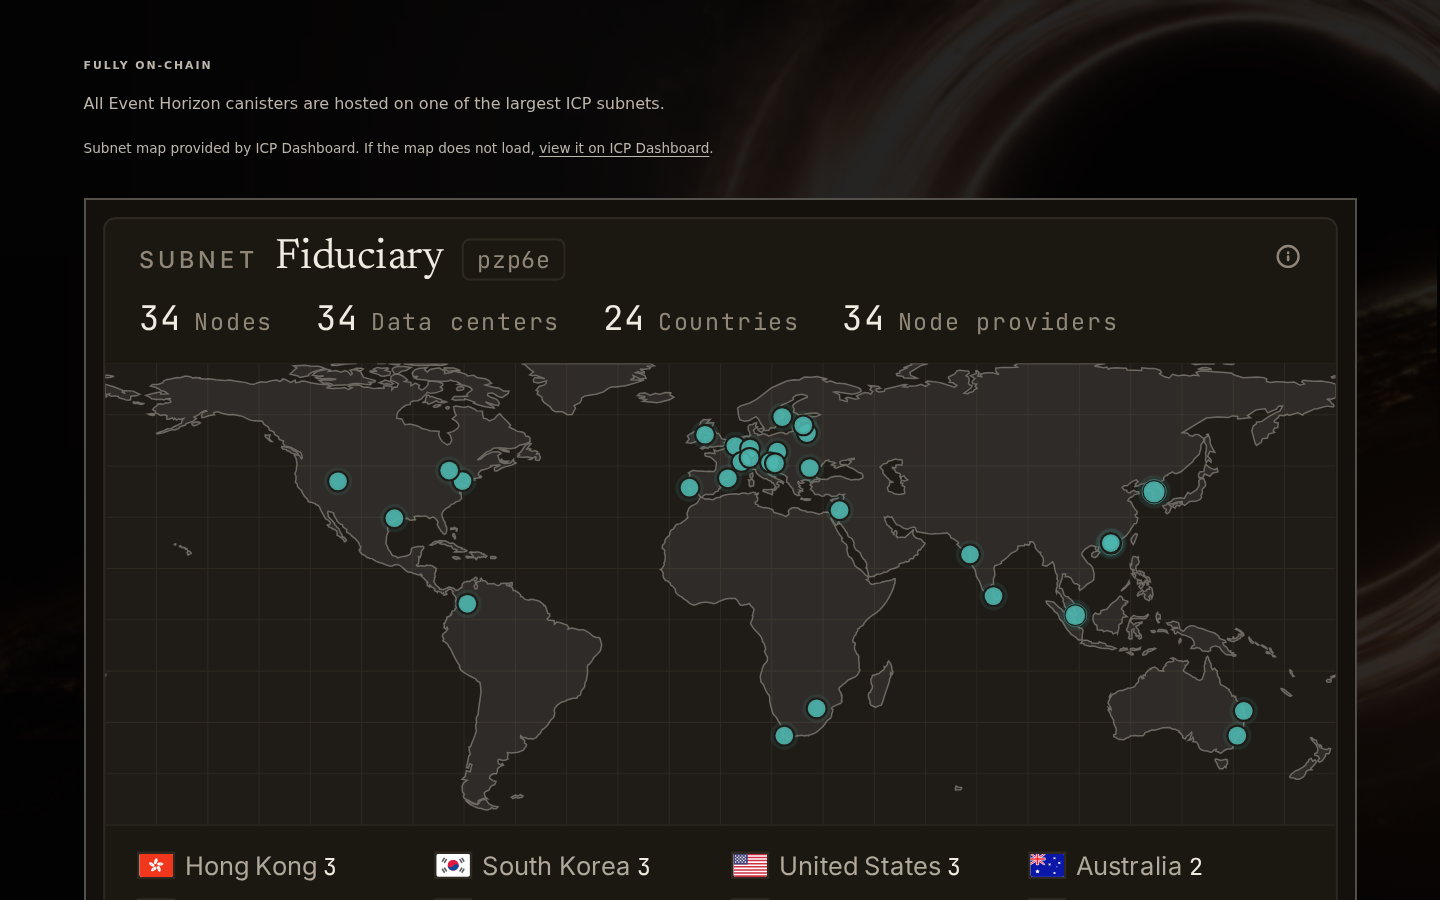 FULLY ON-CHAIN
All Event Horizon canisters are hosted on one of the largest ICP subnets.
Subnet map provided by ICP Dashboard. If the map does not load, view it on ICP Dashboard.
SUBNET Fiduciary pzp6e
34 Nodes 34 Data centers 24 Countries 34 Node providers
Hong Kong 3 South Korea 3 United States 3 Australia 2